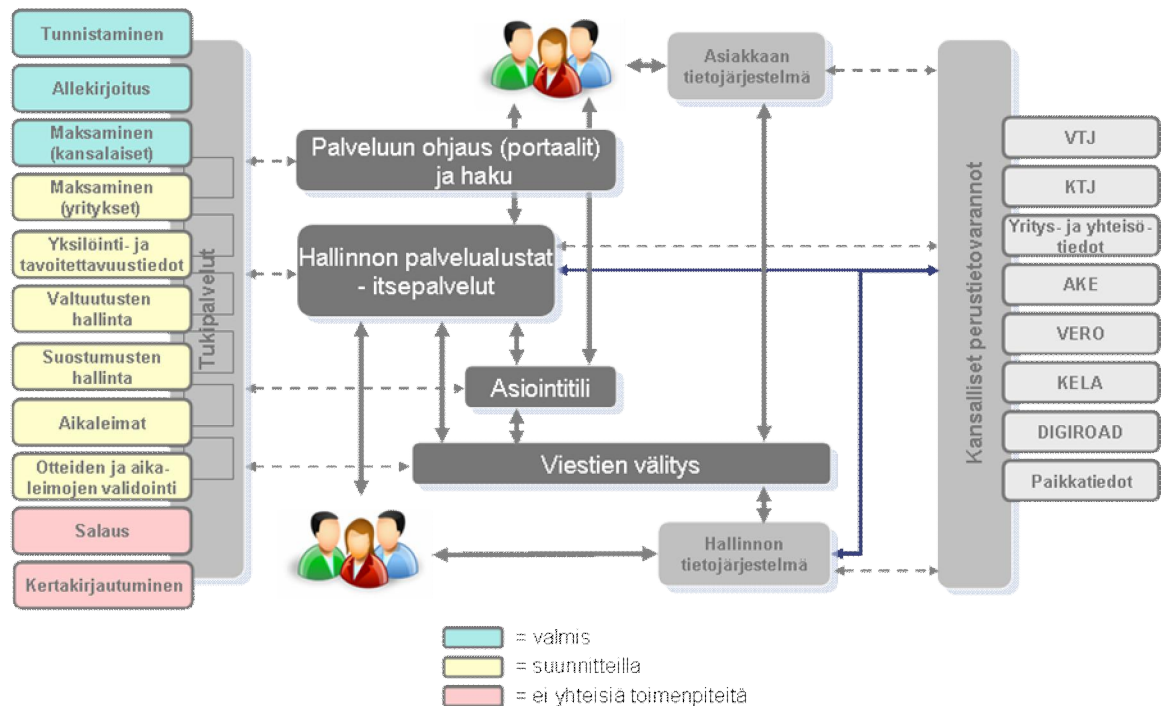 Tunnistaminen
Allekirjoitus
Maksaminen
(kansalaiset)
Maksaminen
(yritykset)
Yksilöinti- ja
tavoitettavuustiedot
Valtuutusten
hallinta
Suostumusten
hallinta
Aikaleimat
Otteiden ja aika-
leimojen validointi
Salaus
Kertakirjautuminen
Tukipalvelut
Palveluun ohjaus (portaalit)
ja haku
Hallinnon palvelualustat
- itsepalvelut
Asiointitili
Viestien välitys
Asiakkaan
tietojärjestelmä
Hallinnon
tietojärjestelmä
Kansalliset perustietovarannot
VTJ
KTJ
Yritys- ja yhteisö-
tiedot
AKE
VERO
KELA
DIGIROAD
Paikkatiedot
= valmis
= suunnitteilla
= ei yhteisiä toimenpiteitä